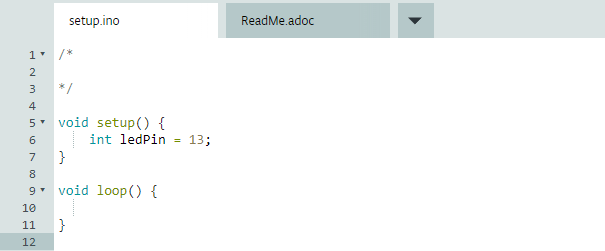 setup.ino ReadMe.adoc
1 /*
2
3 */
4
5 void setup() {
6     int ledPin = 13;
7 }
8
9 void loop() {
10
11 }
12